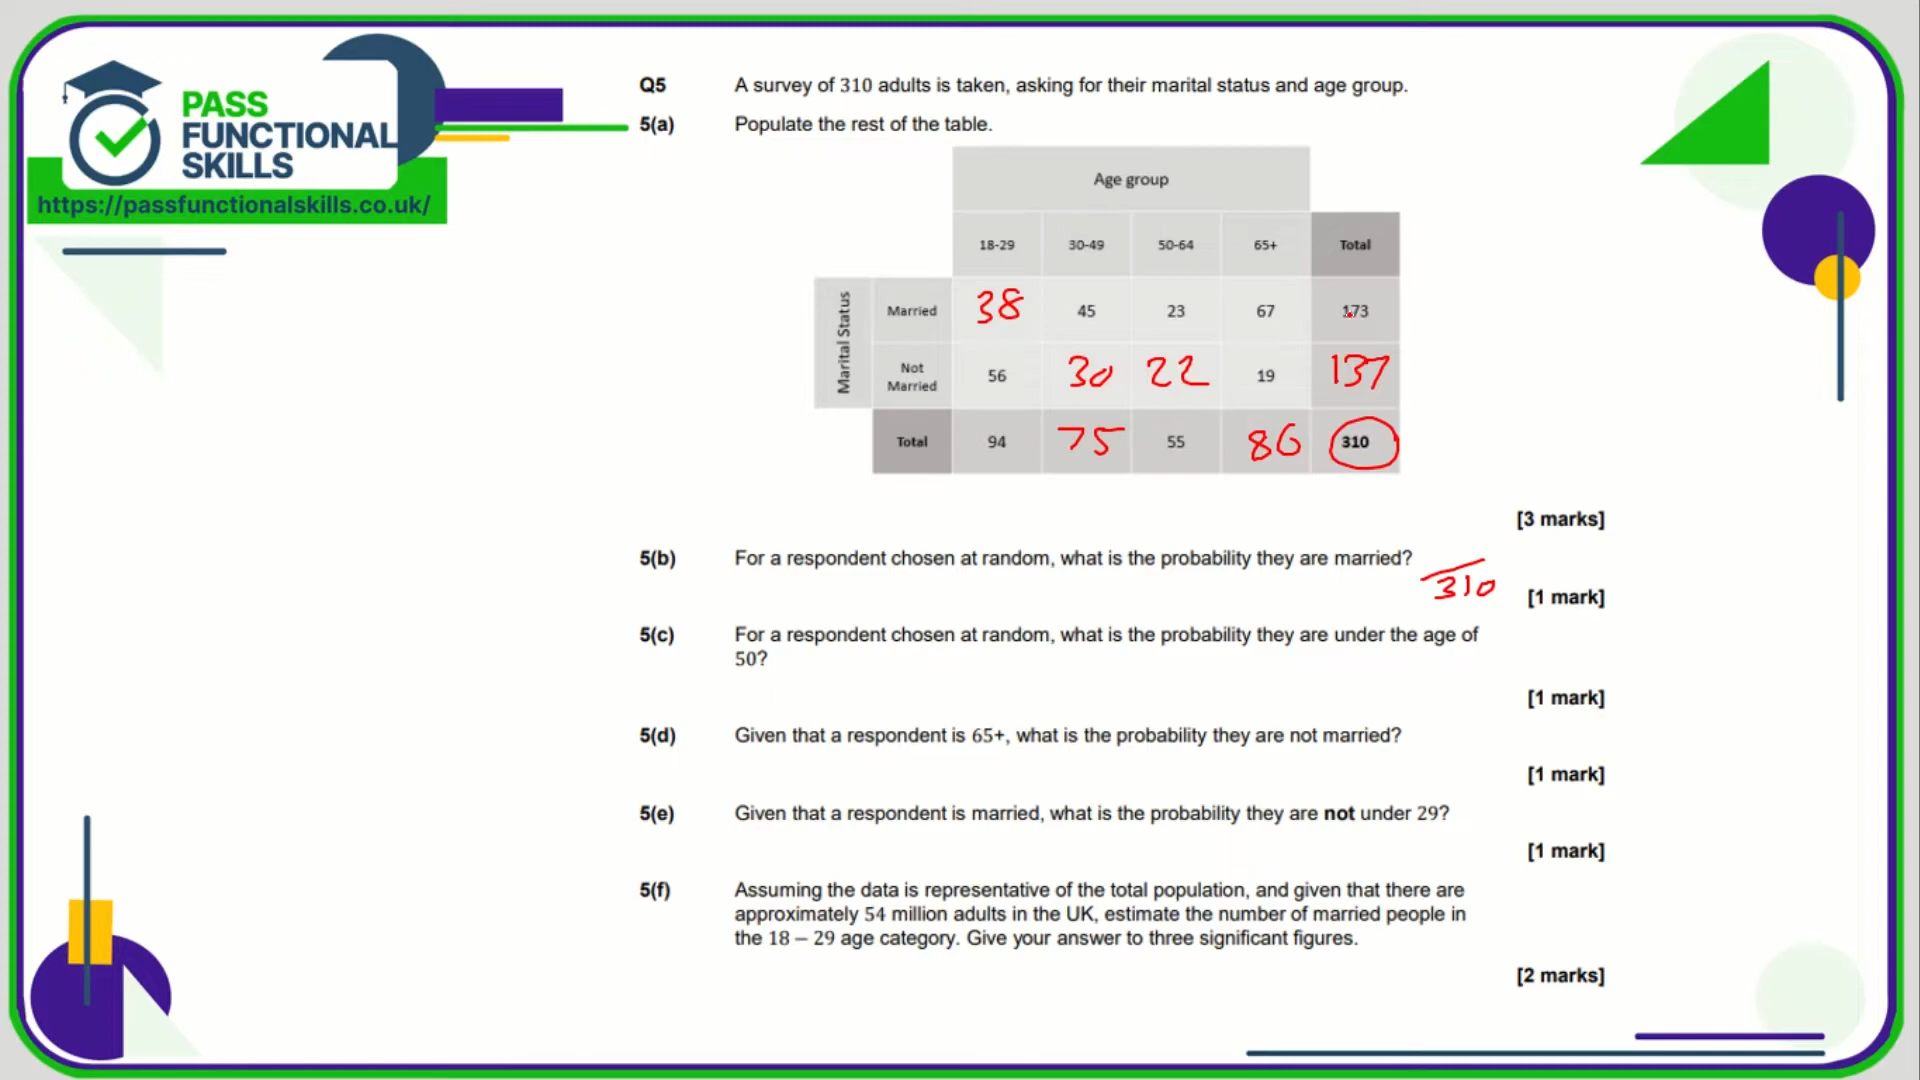 PASS
FUNCTIONAL
SKILLS
https://passfunctionalskills.co.uk/
Q5 A survey of 310 adults is taken, asking for their marital status and age group.
5(a) Populate the rest of the table.
Age group
18-29 30-49 50-64 65+ Total
Marital Status
Married 38 45 23 67 173
Not Married 56 30 22 19 137
Total 94 75 55 86 310
[3 marks]
5(b) For a respondent chosen at random, what is the probability they are married?
310
[1 mark]
5(c) For a respondent chosen at random, what is the probability they are under the age of
50?
[1 mark]
5(d) Given that a respondent is 65+, what is the probability they are not married?
[1 mark]
5(e) Given that a respondent is married, what is the probability they are not under 29?
[1 mark]
5(f) Assuming the data is representative of the total population, and given that there are
approximately 54 million adults in the UK, estimate the number of married people in
the 18 – 29 age category. Give your answer to three significant figures.
[2 marks]